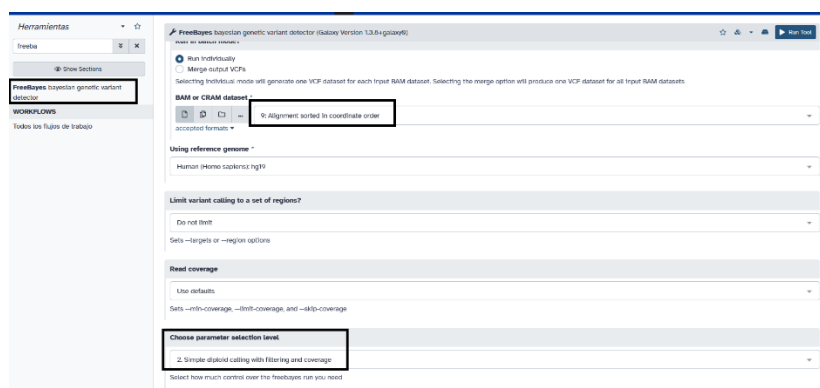 Herramientas
freeba
Show Sections
FreeBayes bayesian genetic variant
detector
WORKFLOWS
Todos los flujos de trabajo
FreeBayes bayesian genetic variant detector (Galaxy Version 1.3.6+galaxy0)
Run Tool
Run in batch mode?
Run Individually
Merge output VCFs
Selecting individual mode will generate one VCF dataset for each input BAM dataset. Selecting the merge option will produce one VCF dataset for all input BAM datasets
BAM or CRAM dataset *
9: Alignment sorted in coordinate order
accepted formats
Using reference genome *
Human (Homo sapiens): hg19
Limit variant calling to a set of regions?
Do not limit
Sets --targets or --region options
Read coverage
Use defaults
Sets --min-coverage, --limit-coverage, and --skip-coverage
Choose parameter selection level
2. Simple diploid calling with filtering and coverage
Select how much control over the freebayes run you need